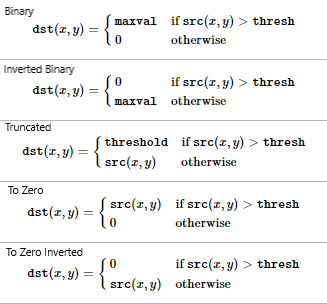 Binary
dst(x, y) = { maxval if src(x, y) > thresh
0 otherwise
Inverted Binary
dst(x, y) = { 0 if src(x, y) > thresh
maxval otherwise
Truncated
dst(x, y) = { threshold if src(x, y) > thresh
src(x, y) otherwise
To Zero
dst(x, y) = { src(x, y) if src(x, y) > thresh
0 otherwise
To Zero Inverted
dst(x, y) = { 0 if src(x, y) > thresh
src(x, y) otherwise